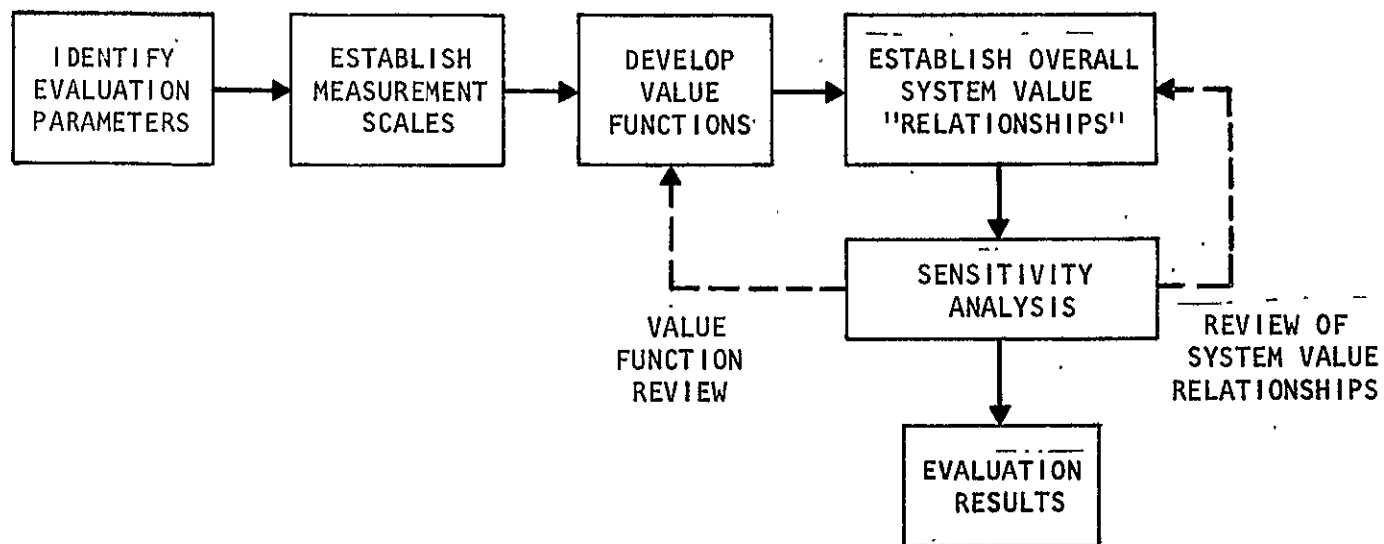 IDENTIFY
EVALUATION
PARAMETERS
ESTABLISH
MEASUREMENT
SCALES
DEVELOP
VALUE
FUNCTIONS
ESTABLISH OVERALL
SYSTEM VALUE
"RELATIONSHIPS"
SENSITIVITY
ANALYSIS
VALUE
FUNCTION
REVIEW
REVIEW OF
SYSTEM VALUE
RELATIONSHIPS
EVALUATION
RESULTS